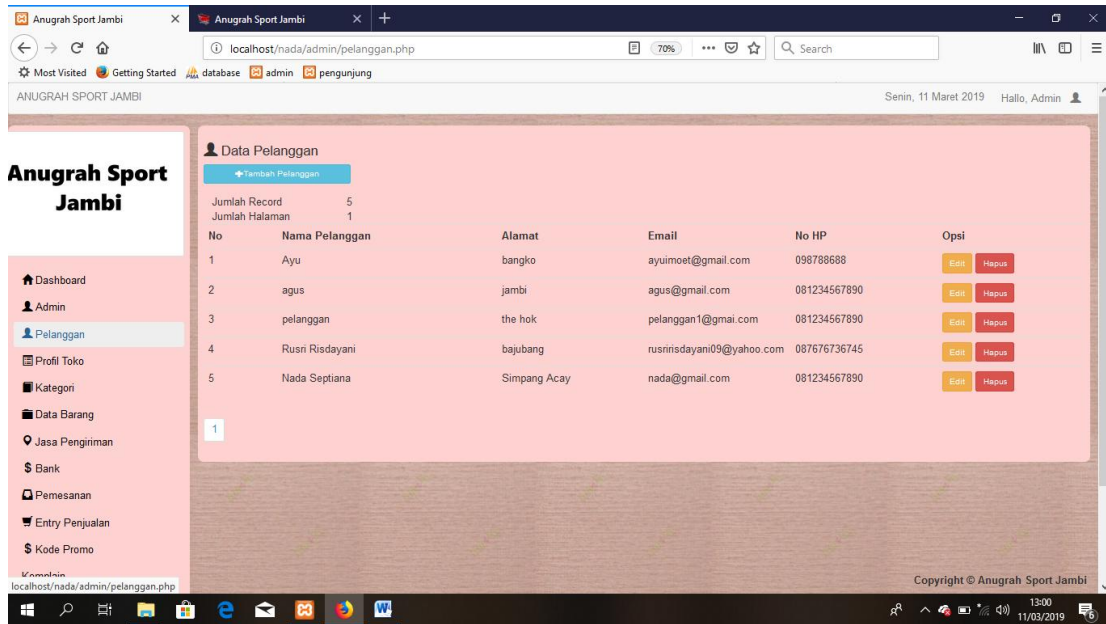 Anugrah Sport Jambi
Anugrah Sport Jambi
localhost/nada/admin/pelanggan.php
70%
Search
Most Visited Getting Started database admin pengunjung
ANUGRAH SPORT JAMBI
Senin, 11 Maret 2019 Hallo, Admin
Anugrah Sport
Jambi
Dashboard
Admin
Pelanggan
Profil Toko
Kategori
Data Barang
Jasa Pengiriman
$ Bank
Pemesanan
Entry Penjualan
$ Kode Promo
Komplain
Data Pelanggan
+Tambah Pelanggan
Jumlah Record 5
Jumlah Halaman 1
No Nama Pelanggan Alamat Email No HP Opsi
1 Ayu bangko ayuimoet@gmail.com 098788688 Edit Hapus
2 agus jambi agus@gmail.com 081234567890 Edit Hapus
3 pelanggan the hok pelanggan1@gmai.com 081234567890 Edit Hapus
4 Rusri Risdayani bajubang rusririsdayani09@yahoo.com 087676736745 Edit Hapus
5 Nada Septiana Simpang Acay nada@gmail.com 081234567890 Edit Hapus
1
Copyright © Anugrah Sport Jambi
localhost/nada/admin/pelanggan.php
13:00
11/03/2019
6